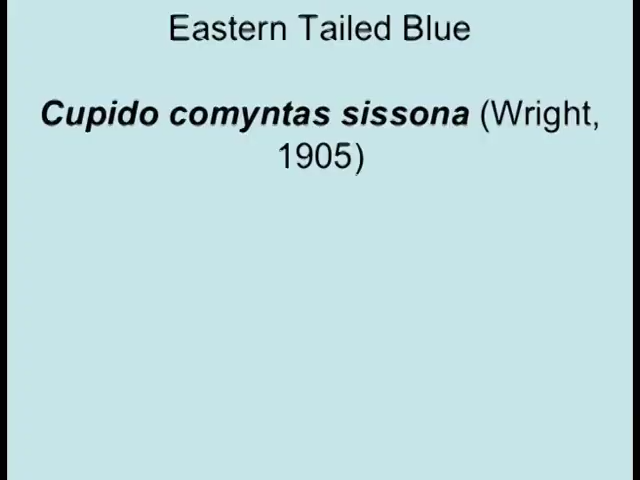 Eastern Tailed Blue
Cupido comyntas sissona (Wright,
1905)